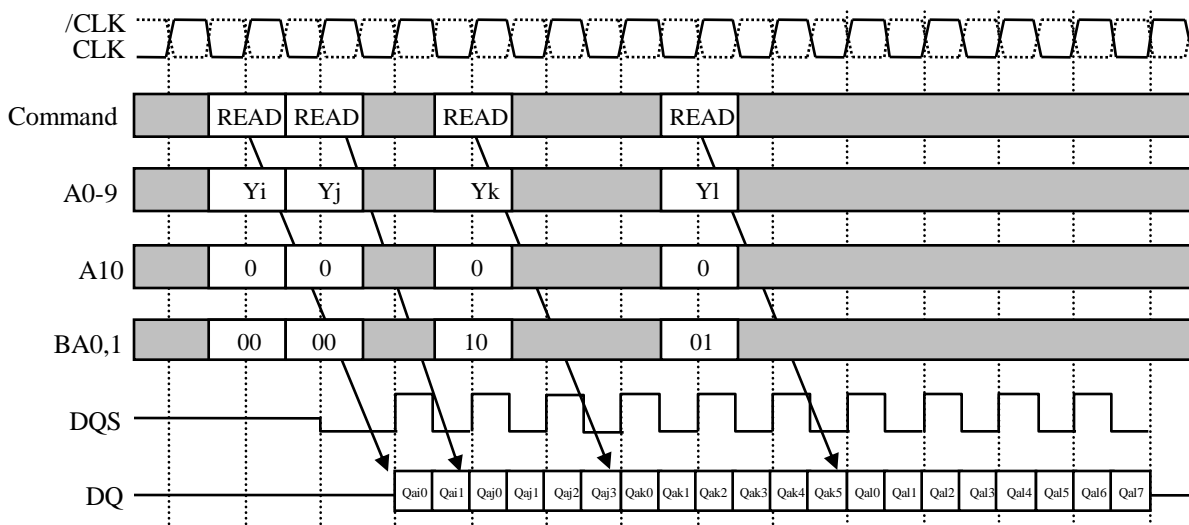 /CLK
CLK
Command READ READ READ READ
A0-9 Yi Yj Yk Yl
A10 0 0 0 0
BA0,1 00 00 10 01
DQS
DQ Qai0 Qai1 Qaj0 Qaj1 Qaj2 Qaj3 Qak0 Qak1 Qak2 Qak3 Qak4 Qak5 Qal0 Qal1 Qal2 Qal3 Qal4 Qal5 Qal6 Qal7